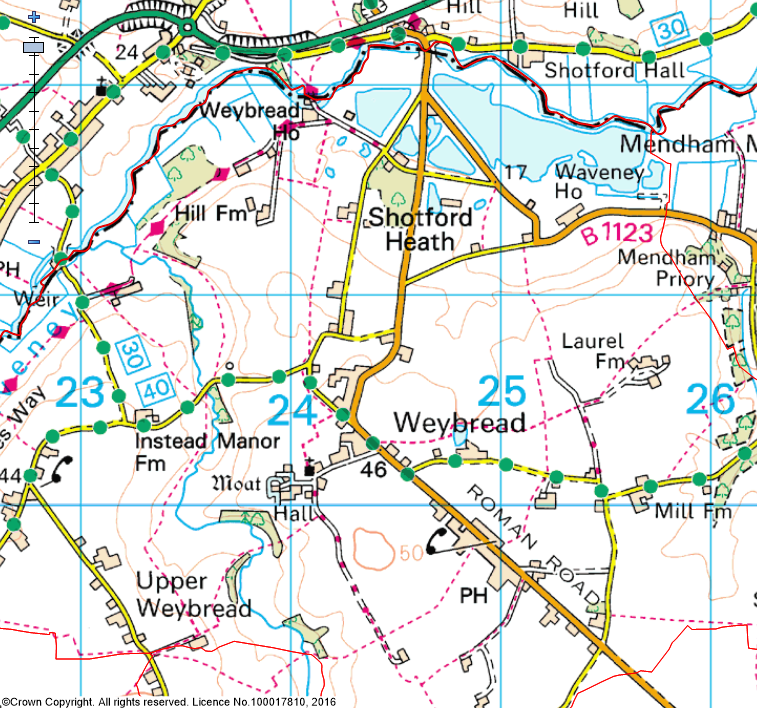 Hill
Hill
30
24
Shotford Hall
Weybread
Ho
Mendham M
17
Waveney
Ho
Hill Fm
Shotford
Heath
B 1123
PH
Mendham
Priory
Weir
eney
30
Laurel
Fm
23
40
24
25
26
ss Way
Weybread
Instead Manor
Fm
44
46
Moat
Hall
ROMAN ROAD
Mill Fm
50
Upper
Weybread
PH
S
©Crown Copyright. All rights reserved. Licence No.100017810, 2016